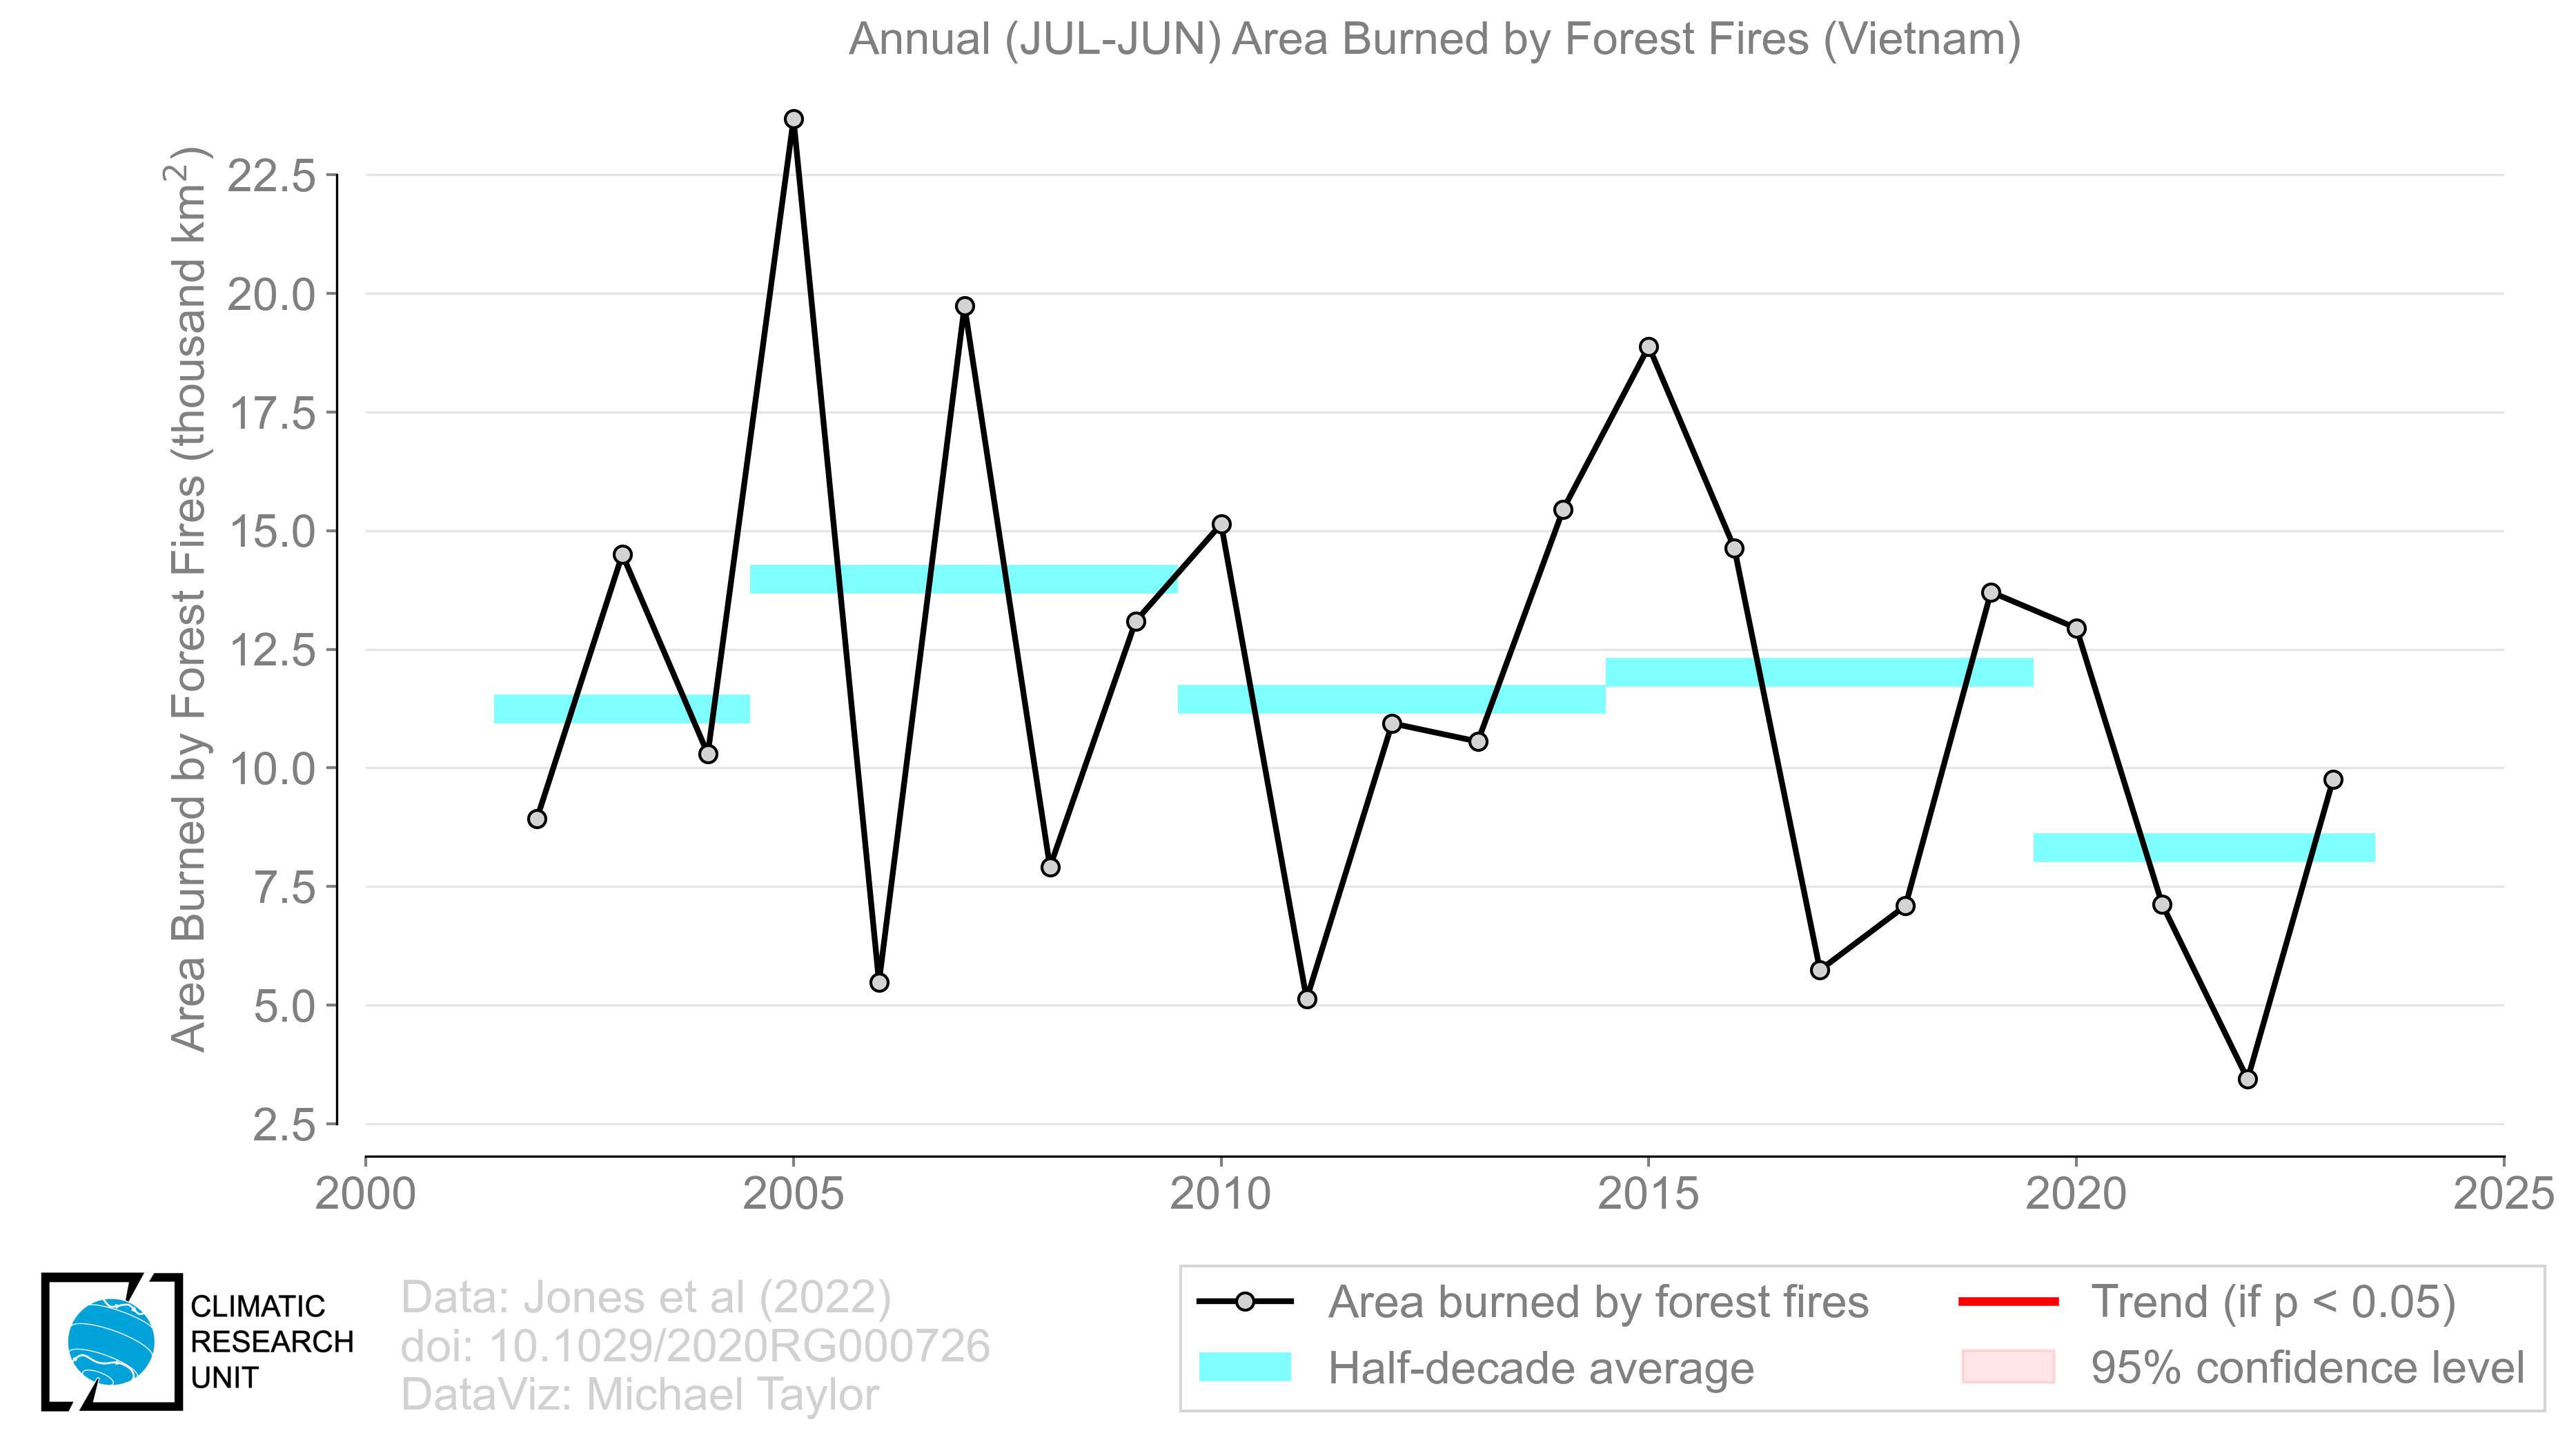 Annual (JUL-JUN) Area Burned by Forest Fires (Vietnam)
Area Burned by Forest Fires (thousand km²)
22.5
20.0
17.5
15.0
12.5
10.0
7.5
5.0
2.5
2000 2005 2010 2015 2020 2025
CLIMATIC
RESEARCH
UNIT
Data: Jones et al (2022)
doi: 10.1029/2020RG000726
DataViz: Michael Taylor
Area burned by forest fires
Half-decade average
Trend (if p < 0.05)
95% confidence level